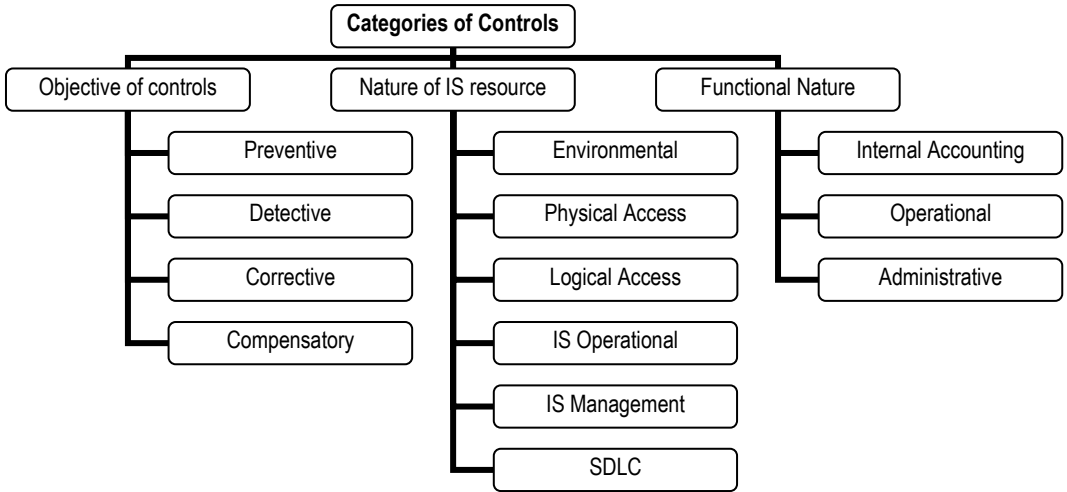 Categories of Controls
Objective of controls
Preventive
Detective
Corrective
Compensatory
Nature of IS resource
Environmental
Physical Access
Logical Access
IS Operational
IS Management
SDLC
Functional Nature
Internal Accounting
Operational
Administrative